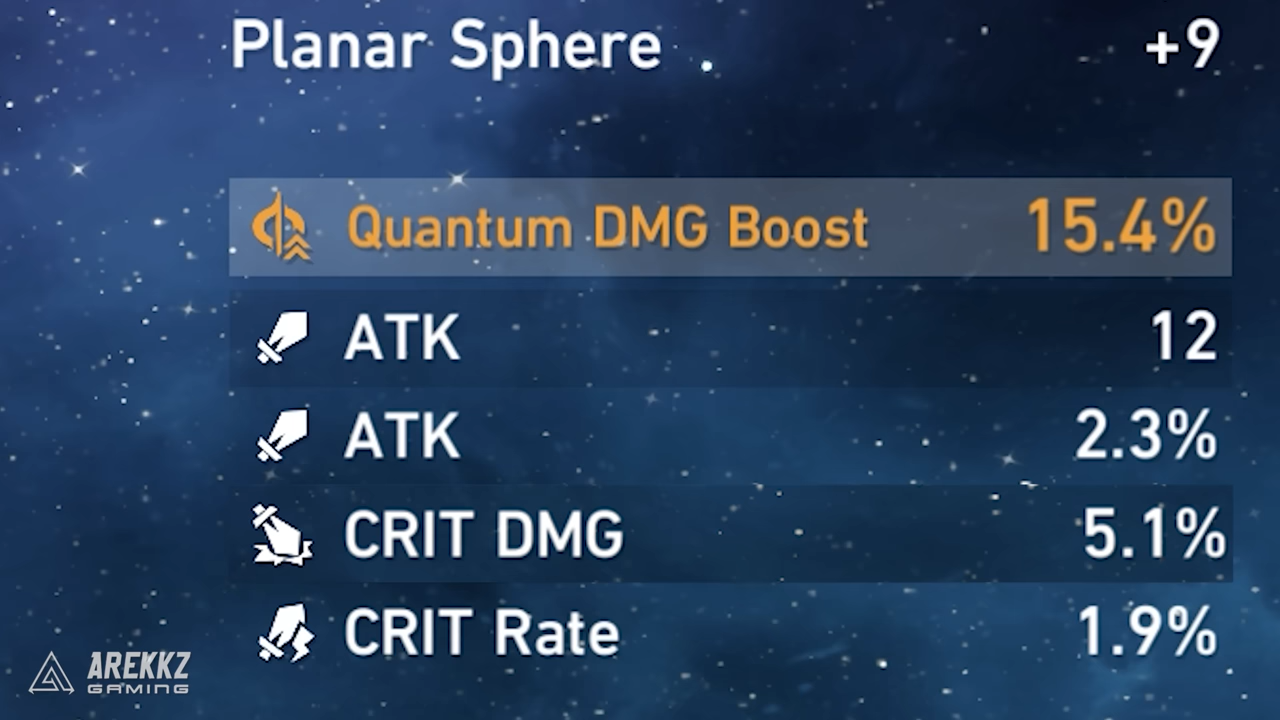 Planar Sphere +9
Quantum DMG Boost 15.4%
ATK 12
ATK 2.3%
CRIT DMG 5.1%
CRIT Rate 1.9%
AREKKZ
GAMING